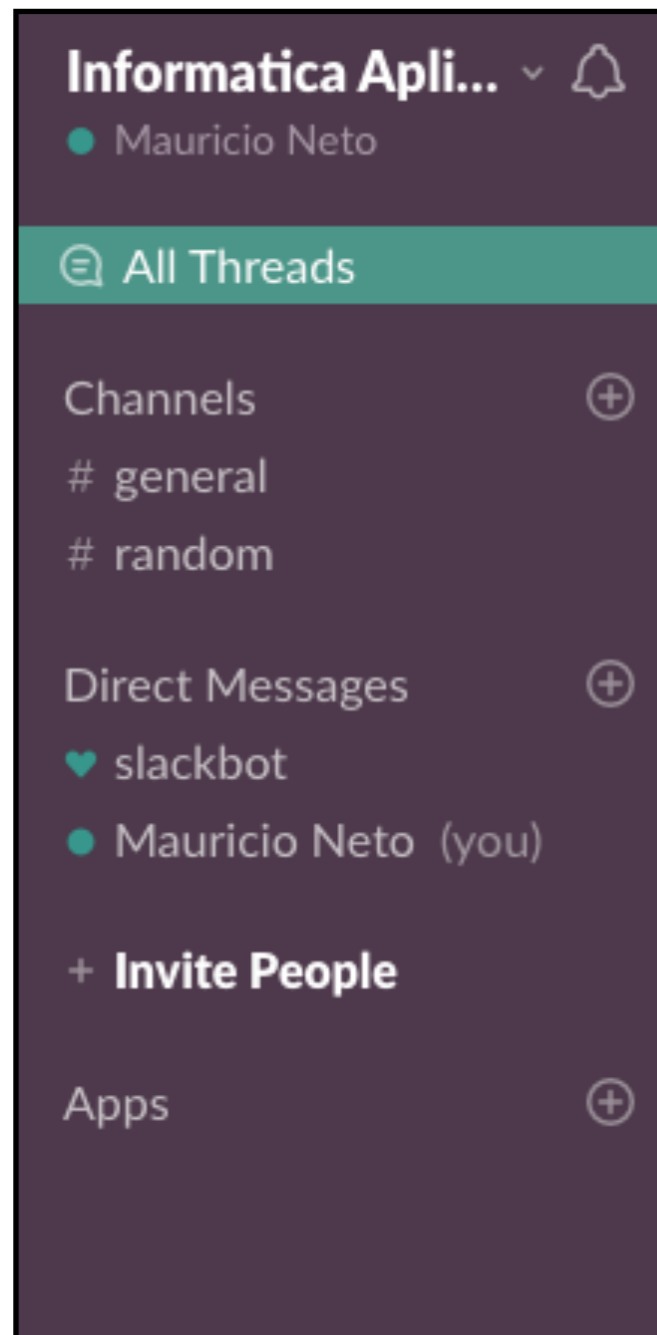 Informatica Apli...
Mauricio Neto
All Threads
Channels
# general
# random
Direct Messages
slackbot
Mauricio Neto (you)
+ Invite People
Apps